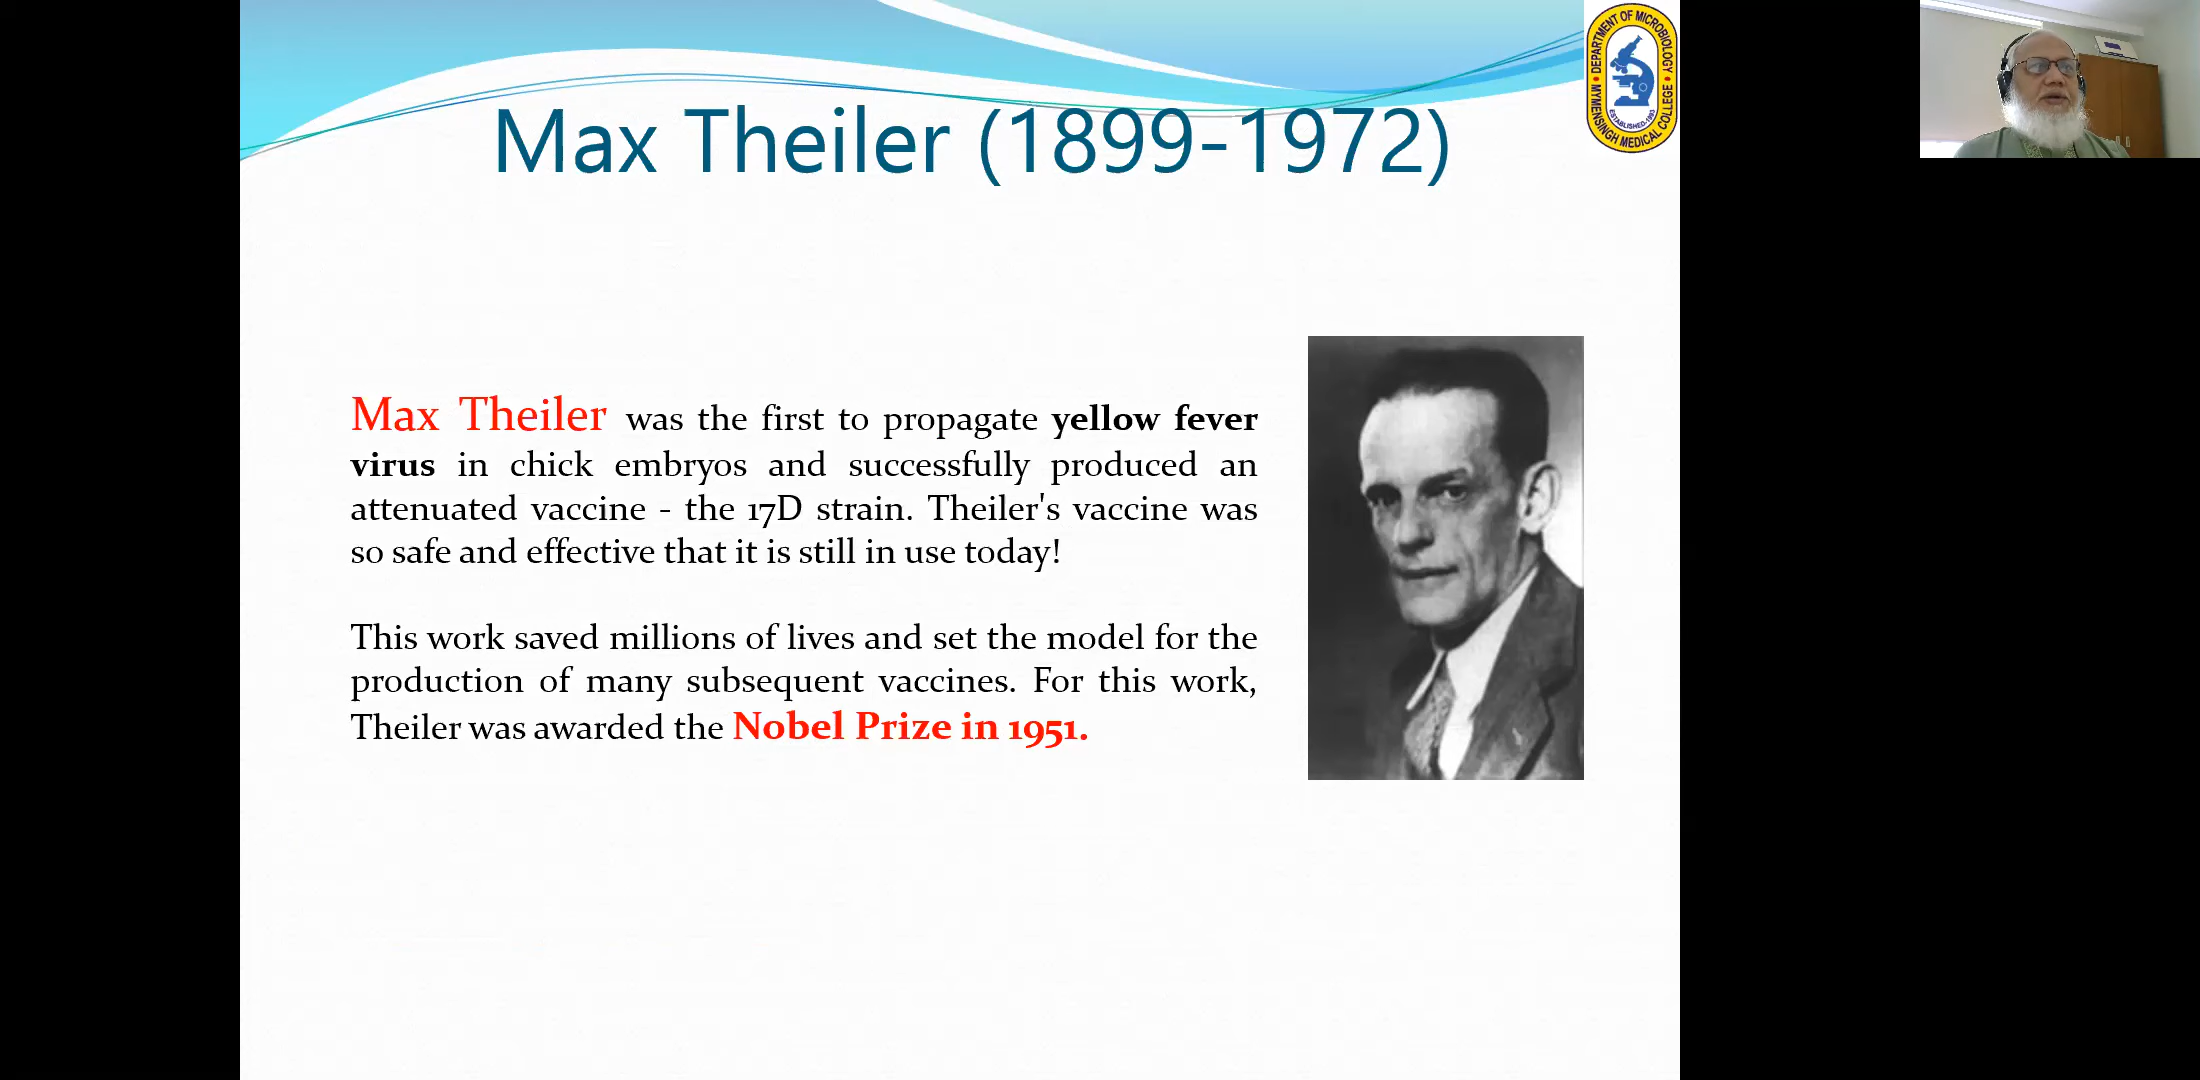 Max Theiler (1899-1972)
DEPARTMENT OF MICROBIOLOGY
MYMENSINGH MEDICAL COLLEGE
Max Theiler was the first to propagate yellow fever
virus in chick embryos and successfully produced an
attenuated vaccine - the 17D strain. Theiler's vaccine was
so safe and effective that it is still in use today!
This work saved millions of lives and set the model for the
production of many subsequent vaccines. For this work,
Theiler was awarded the Nobel Prize in 1951.